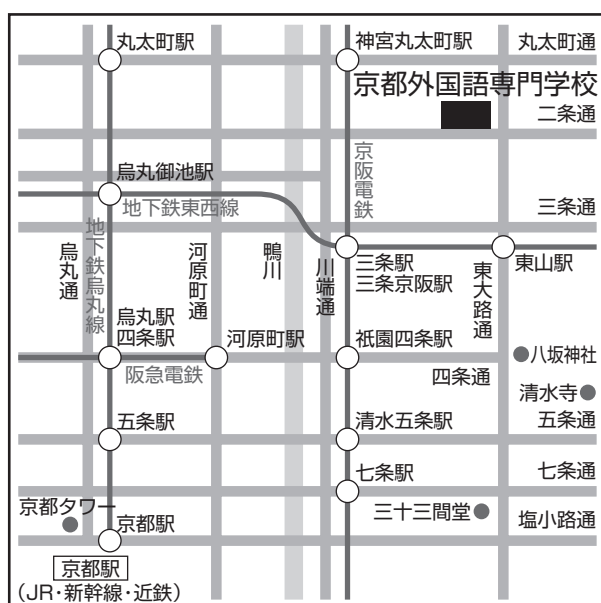 丸太町駅
神宮丸太町駅
丸太町通
京都外国語専門学校
二条通
京阪電鉄
烏丸御池駅
地下鉄東西線
三条通
地下鉄烏丸線
烏丸通
河原町通
鴨川
川端通
三条駅
三条京阪駅
東大路通
東山駅
烏丸駅
四条駅
河原町駅
祇園四条駅
八坂神社
阪急電鉄
四条通
清水寺
五条駅
清水五条駅
五条通
七条駅
七条通
京都タワー
京都駅
三十三間堂
塩小路通
京都駅
(JR・新幹線・近鉄)